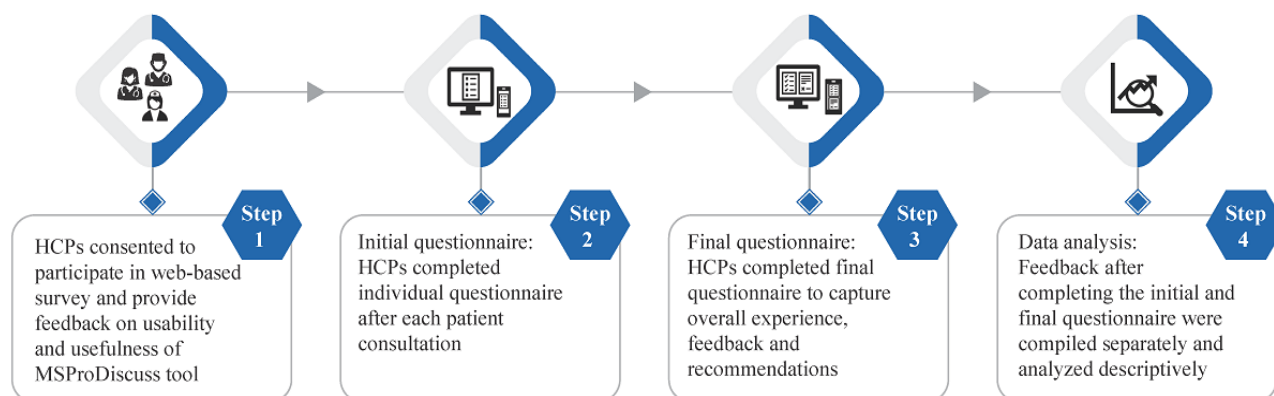 Step
1
HCPs consented to
participate in web-based
survey and provide
feedback on usability
and usefulness of
MSProDiscuss tool
Step
2
Initial questionnaire:
HCPs completed
individual questionnaire
after each patient
consultation
Step
3
Final questionnaire:
HCPs completed final
questionnaire to capture
overall experience,
feedback and
recommendations
Step
4
Data analysis:
Feedback after
completing the initial and
final questionnaire were
compiled separately and
analyzed descriptively